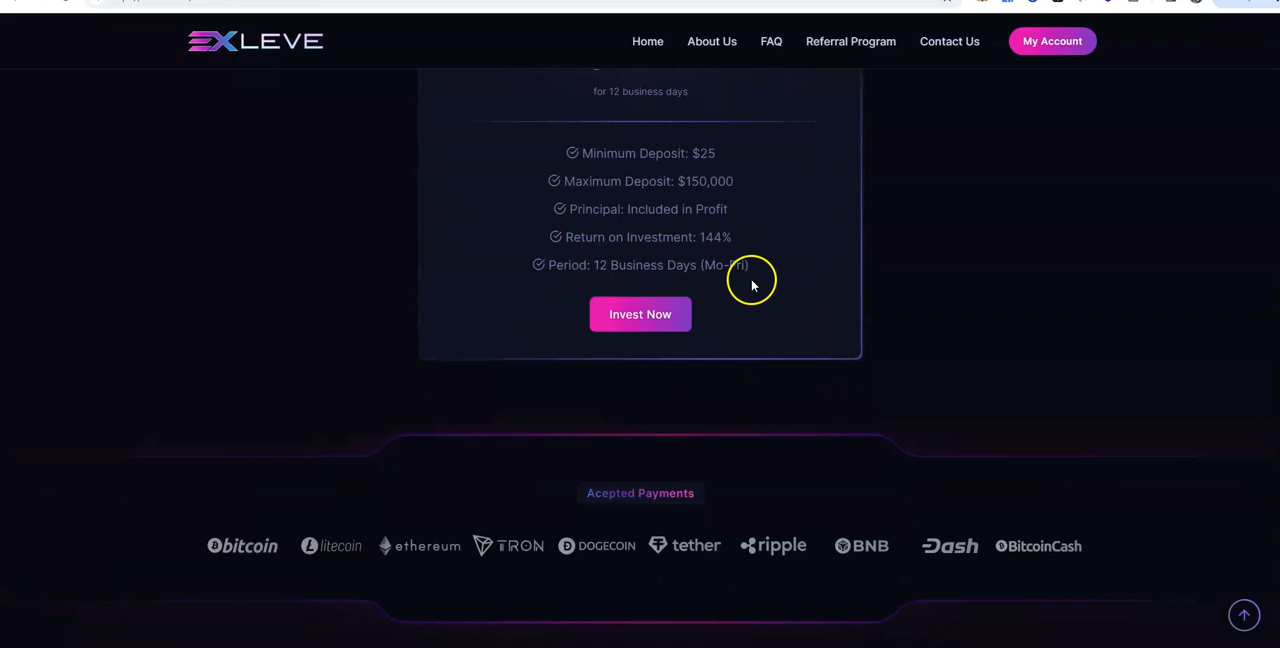 EXLEVE
Home About Us FAQ Referral Program Contact Us My Account
for 12 business days
Minimum Deposit: $25
Maximum Deposit: $150,000
Principal: Included in Profit
Return on Investment: 144%
Period: 12 Business Days (Mo-Fri)
Invest Now
Acepted Payments
bitcoin litecoin ethereum TRON DOGECOIN tether ripple BNB Dash BitcoinCash